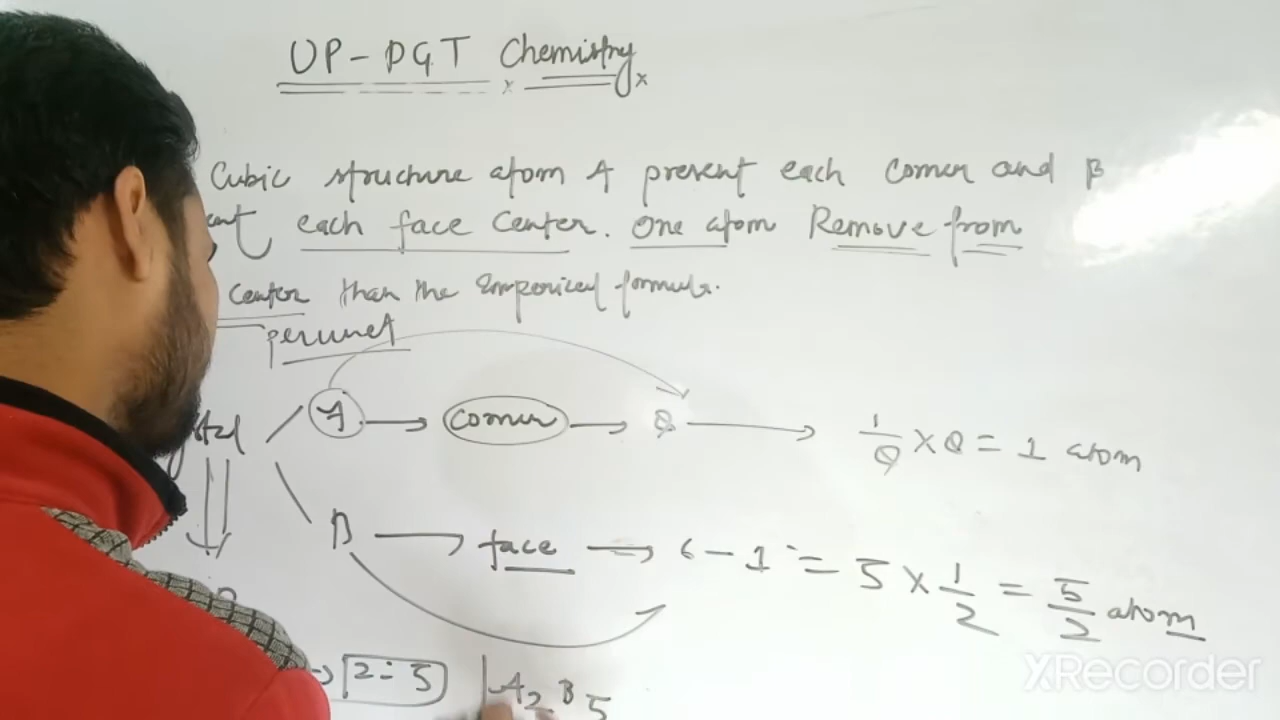 UP-PGT Chemistry
Cubic structure atom A present each corner and B
each face center. One atom Remove from
center than the Emperical formula.
A → corner → 8 → 1/8 × 8 = 1 atom
B → face → 6 - 1 = 5 × 1/2 = 5/2 atom
→ 2:5 | A2B5
XRecorder